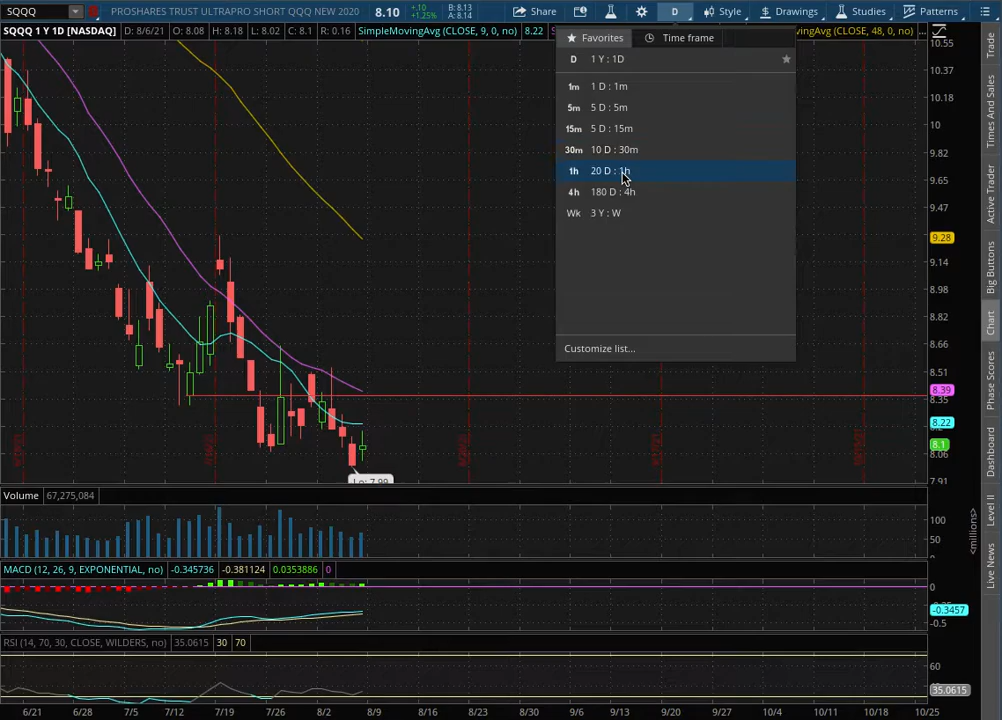 SQQQ PROSHARES TRUST ULTRAPRO SHORT QQQ NEW 2020 8.10 +.10 +1.25% B: 8.13 A: 8.14 Share D Style Drawings Studies Patterns
SQQQ 1 Y 1D [NASDAQ] D: 8/6/21 O: 8.08 H: 8.18 L: 8.02 C: 8.1 R: 0.16 SimpleMovingAvg (CLOSE, 9, 0, no) 8.22 vingAvg (CLOSE, 48, 0, no) ...
Favorites Time frame
D 1 Y : 1D
1m 1 D : 1m
5m 5 D : 5m
15m 5 D : 15m
30m 10 D : 30m
1h 20 D : 1h
4h 180 D : 4h
Wk 3 Y : W
Customize list...
10.55
10.37
10.18
10
9.82
9.65
9.47
9.28
9.14
8.98
8.82
8.66
8.51
8.39
8.35
8.22
8.1
8.06
7.91
Lo: 7.99
Volume 67,275,084
100
50
0
<millions>
MACD (12, 26, 9, EXPONENTIAL, no) -0.345736 -0.381124 0.0353886 0
0
-0.3457
-0.5
RSI (14, 70, 30, CLOSE, WILDERS, no) 35.0615 30 70
60
35.0615
6/21 6/28 7/5 7/12 7/19 7/26 8/2 8/9 8/16 8/23 8/30 9/6 9/13 9/20 9/27 10/4 10/11 10/18 10/25
Trade
Times And Sales
Active Trader
Big Buttons
Chart
Phase Scores
Dashboard
Level II
Live News